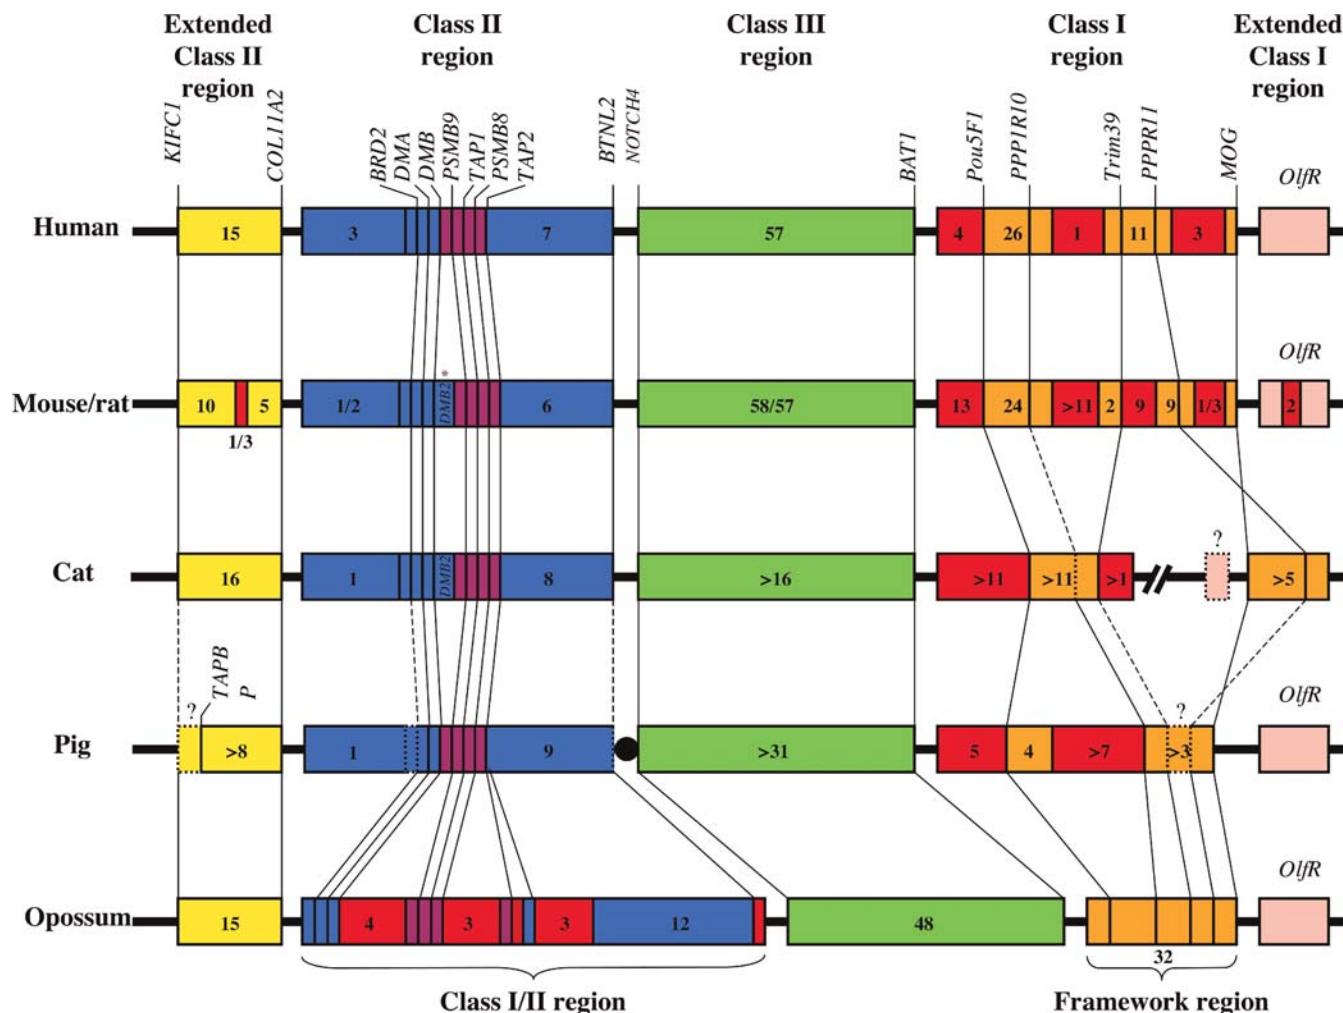 Extended
Class II
region
Class II
region
Class III
region
Class I
region
Extended
Class I
region
KIFC1
COL11A2
BRD2
DMA
DMB
PSMB9
TAP1
PSMB8
TAP2
BTNL2
NOTCH4
BAT1
Pou5F1
PPP1R10
Trim39
PPPR11
MOG
OlfR
Human
15
3
7
57
4
26
1
11
3
OlfR
Mouse/rat
10
5
1/3
1/2
DMB2
*
6
58/57
13
24
>11
2
9
9
1/3
2
Cat
16
1
DMB2
8
>16
>11
>11
>1
?
>5
Pig
?
TAPB
P
>8
1
9
>31
5
4
>7
?
>3
OlfR
Opossum
15
4
3
3
12
48
32
OlfR
Class I/II region
Framework region